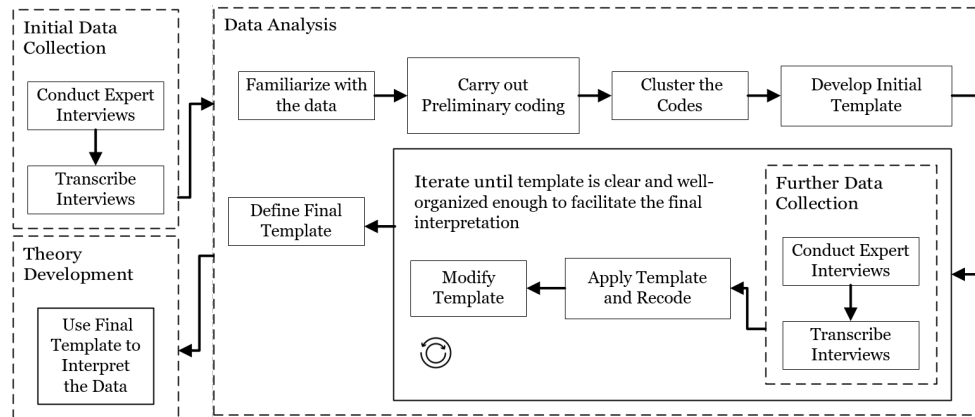 Initial Data
Collection
Conduct Expert
Interviews
Transcribe
Interviews
Data Analysis
Familiarize with
the data
Carry out
Preliminary coding
Cluster the
Codes
Develop Initial
Template
Iterate until template is clear and well-
organized enough to facilitate the final
interpretation
Further Data
Collection
Conduct Expert
Interviews
Transcribe
Interviews
Apply Template
and Recode
Modify
Template
Define Final
Template
Theory
Development
Use Final
Template to
Interpret
the Data